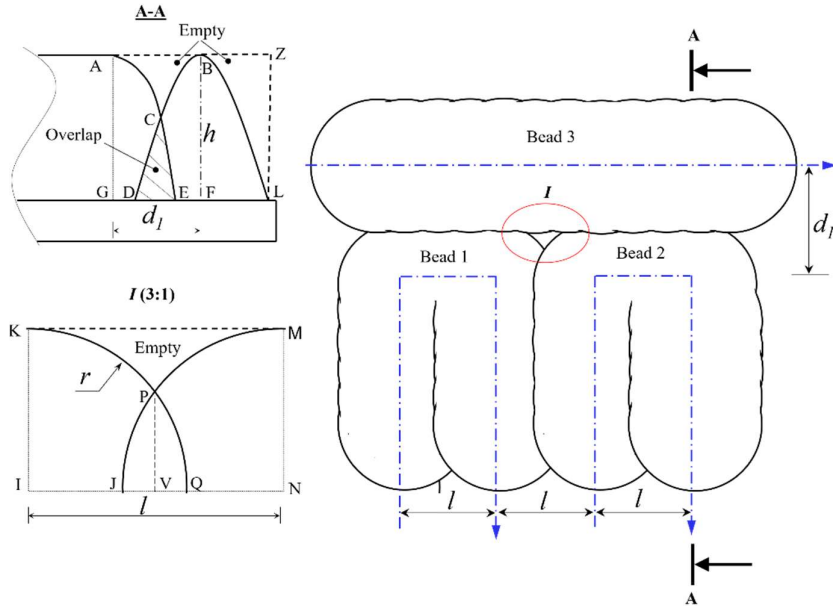 A-A
Empty
A
B
Z
C
Overlap
h
G
D
E
F
L
d1
I (3:1)
K
M
Empty
r
P
I
J
V
Q
N
l
A
Bead 3
I
d1
Bead 1
Bead 2
l
l
l
A